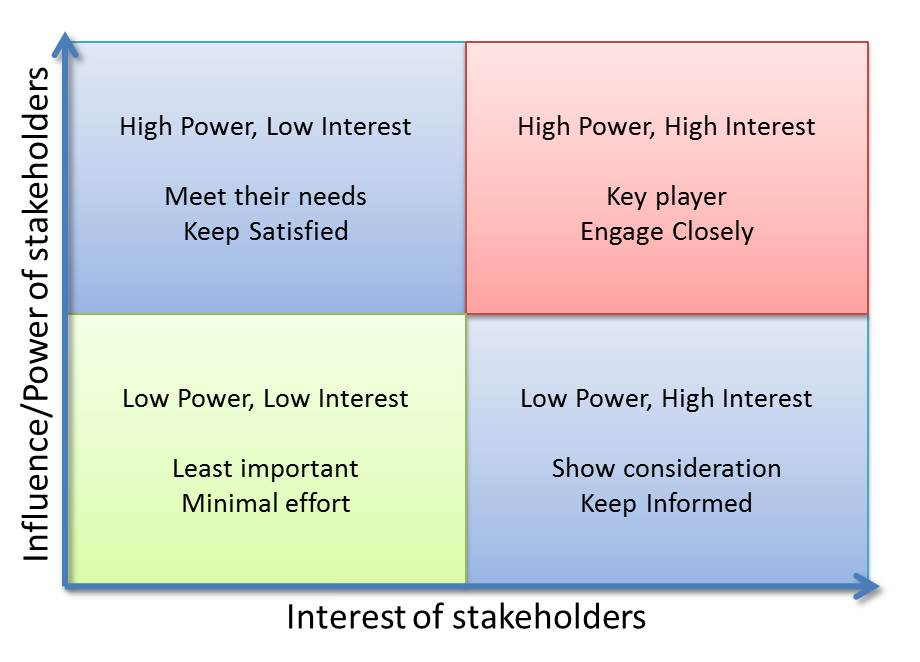 Influence/Power of stakeholders
High Power, Low Interest
Meet their needs
Keep Satisfied
High Power, High Interest
Key player
Engage Closely
Low Power, Low Interest
Least important
Minimal effort
Low Power, High Interest
Show consideration
Keep Informed
Interest of stakeholders